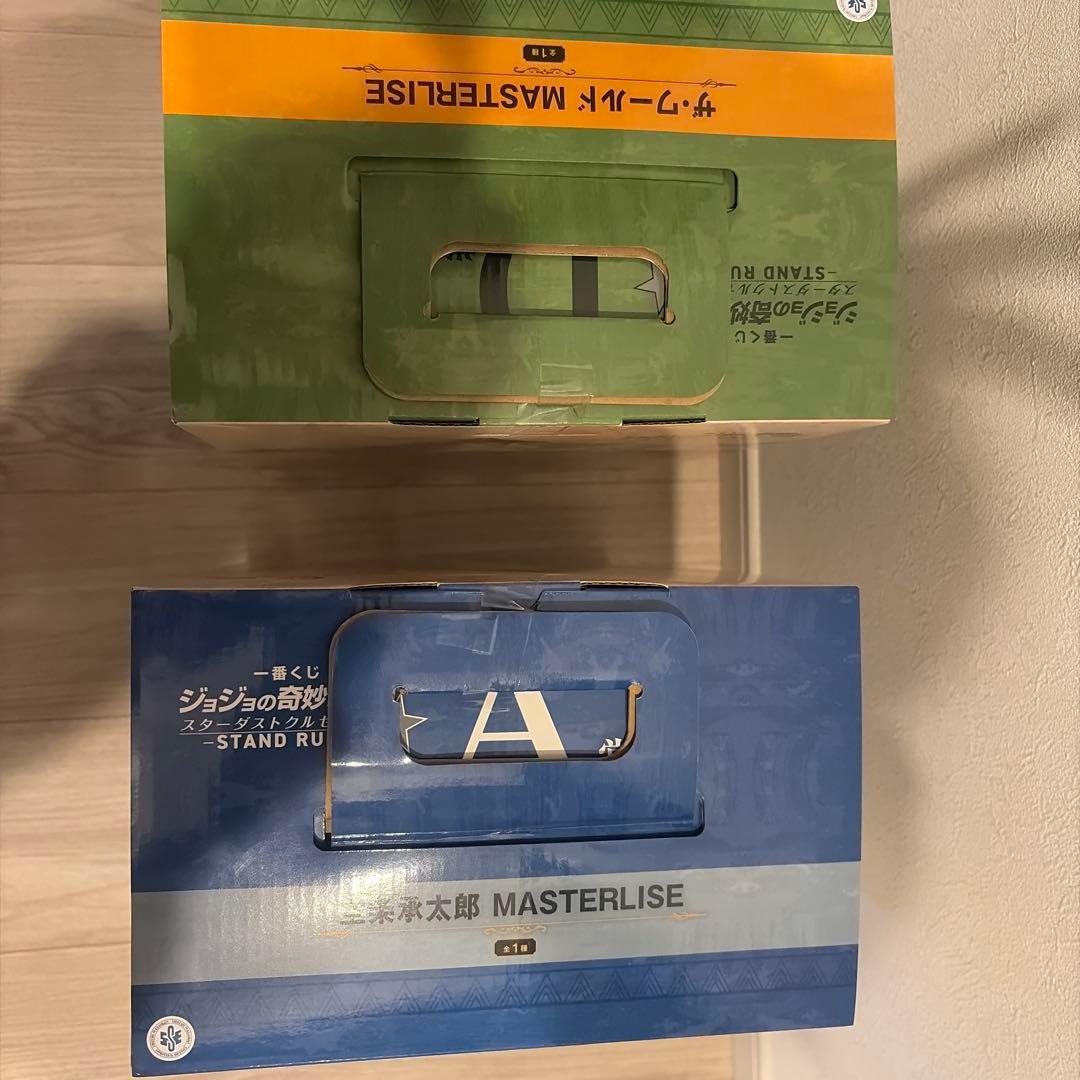 全1種
ザ・ワールド MASTERLISE
一番くじ
ジョジョの奇妙
スターダストクル
-STAND RU
一番くじ
ジョジョの奇妙
スターダストクルセ
-STAND RU
A
賞
条承太郎 MASTERLISE
全1種